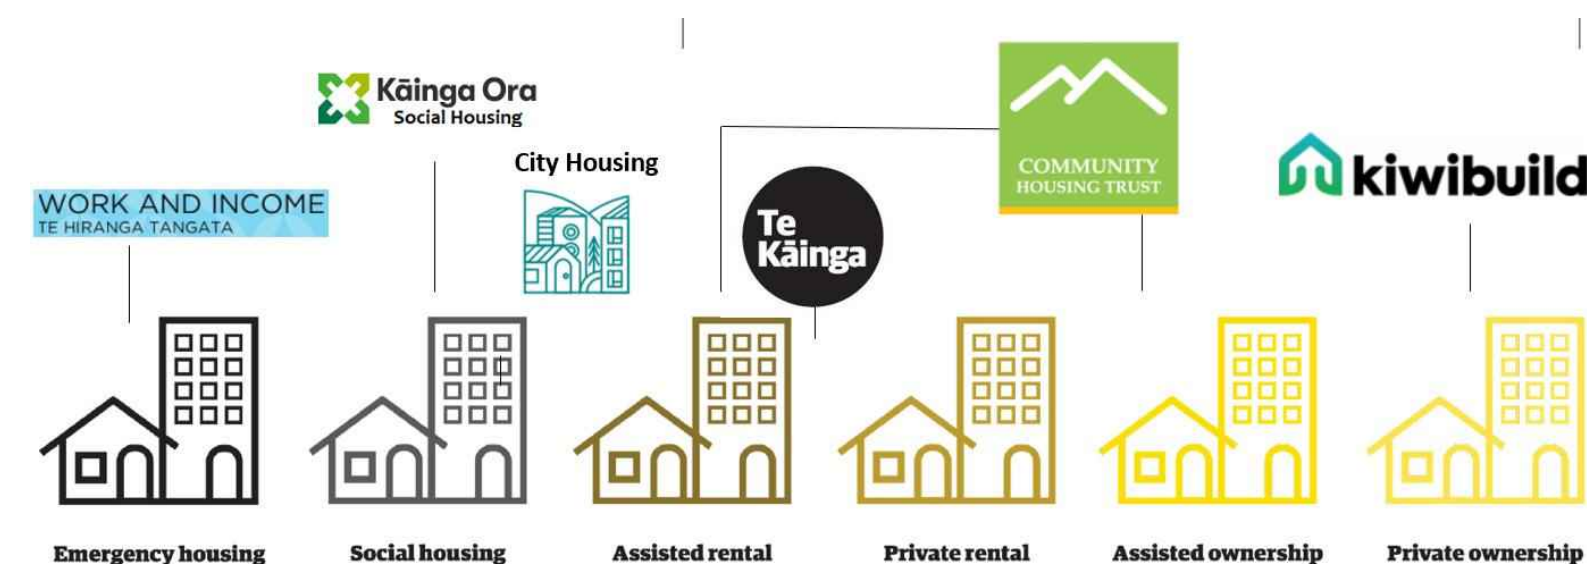 Kāinga Ora
Social Housing
City Housing
WORK AND INCOME
TE HIRANGA TANGATA
Te
Kāinga
COMMUNITY
HOUSING TRUST
kiwibuild
Emergency housing
Social housing
Assisted rental
Private rental
Assisted ownership
Private ownership